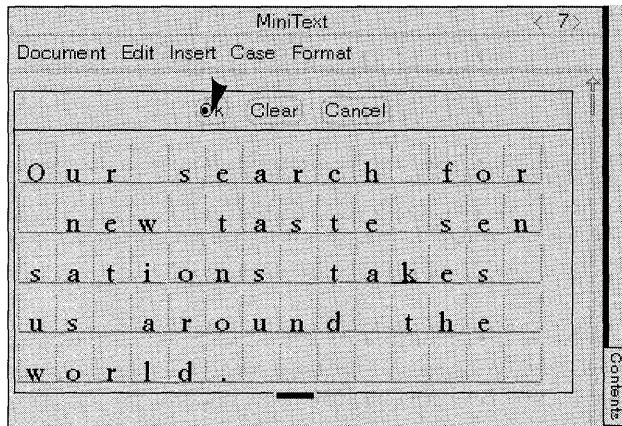 MiniText < 7 >
Document Edit Insert Case Format
Ok Clear Cancel
Our search for
new taste sen
sations takes
us around the
world.
Contents